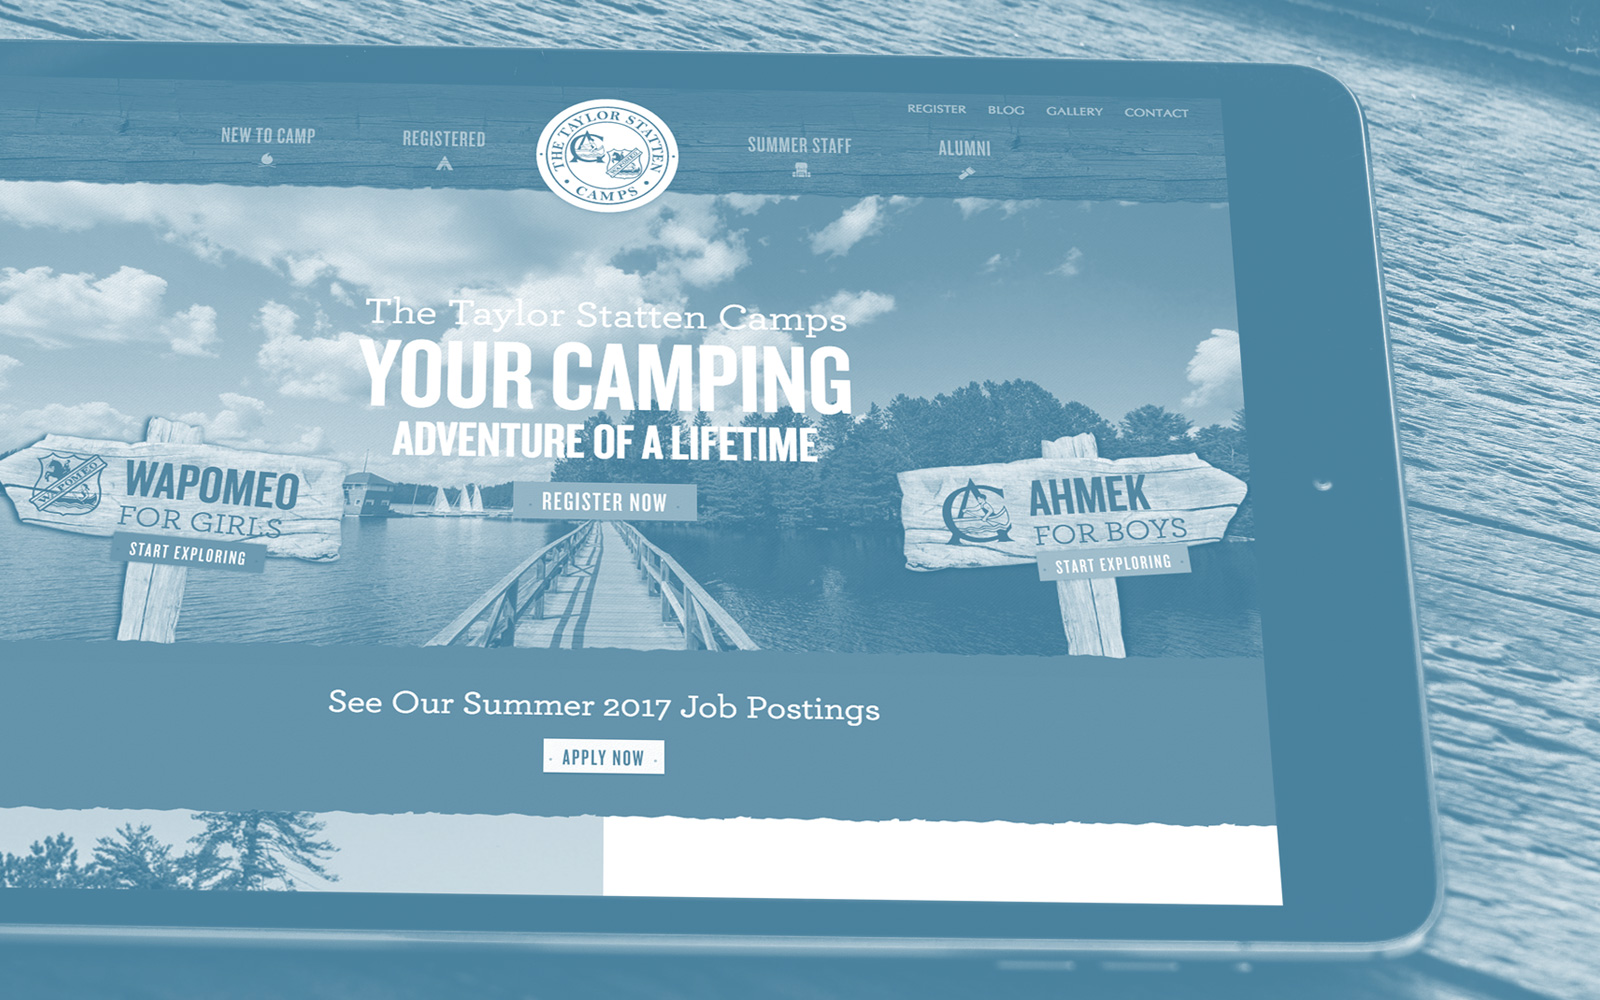 REGISTER BLOG GALLERY CONTACT
NEW TO CAMP REGISTERED SUMMER STAFF ALUMNI
THE TAYLOR STATTEN
CAMPS
The Taylor Statten Camps
YOUR CAMPING
ADVENTURE OF A LIFETIME
REGISTER NOW
WAPOMEO
WAPOMEO
FOR GIRLS
START EXPLORING
AHMEK
FOR BOYS
START EXPLORING
See Our Summer 2017 Job Postings
APPLY NOW